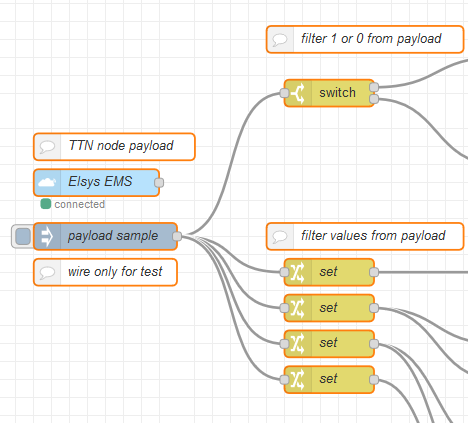 filter 1 or 0 from payload
switch
TTN node payload
Elsys EMS
connected
payload sample
filter values from payload
wire only for test
set
set
set
set